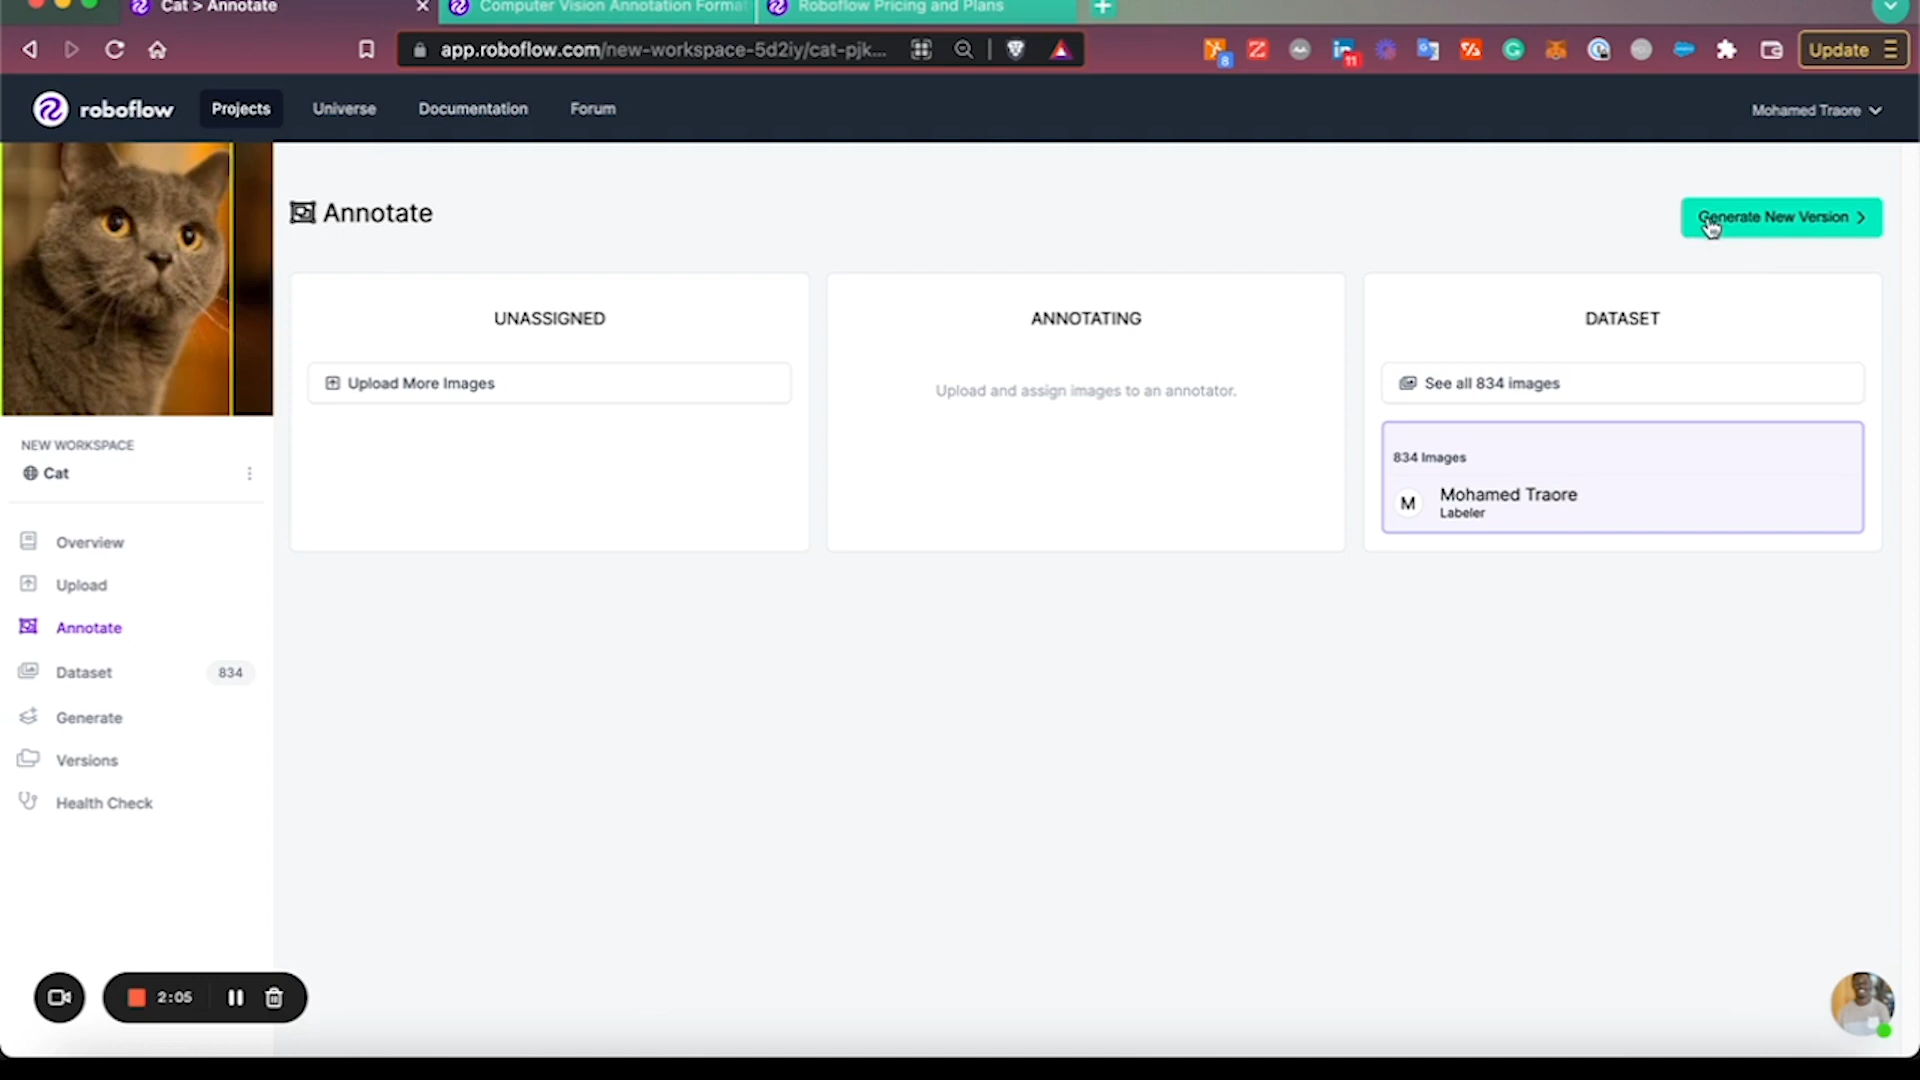 Cat > Annotate
Computer Vision Annotation Format
Roboflow Pricing and Plans
app.roboflow.com/new-workspace-5d2iy/cat-pjk...
8
11
Update
roboflow
Projects
Universe
Documentation
Forum
Mohamed Traore
Annotate
Generate New Version
UNASSIGNED
ANNOTATING
DATASET
Upload More Images
Upload and assign images to an annotator.
See all 834 images
834 Images
M
Mohamed Traore
Labeler
NEW WORKSPACE
Cat
Overview
Upload
Annotate
Dataset
834
Generate
Versions
Health Check
2:05